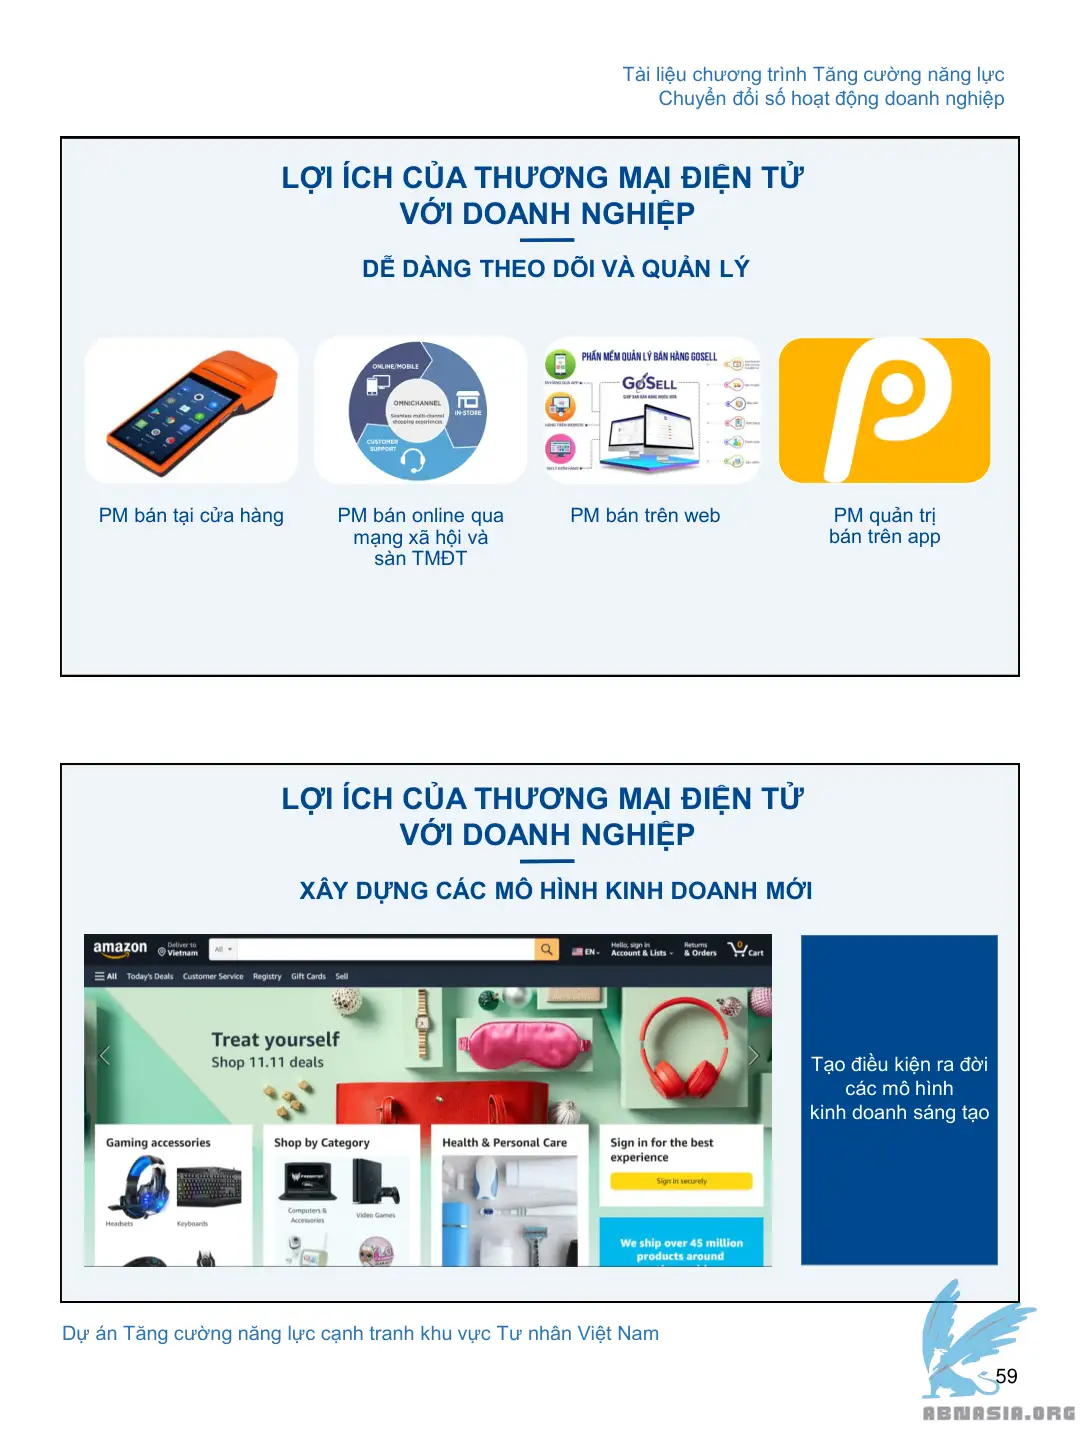 Tài liệu chương trình Tăng cường năng lực
Chuyển đổi số hoạt động doanh nghiệp
LỢI ÍCH CỦA THƯƠNG MẠI ĐIỆN TỬ
VỚI DOANH NGHIỆP
DỄ DÀNG THEO DÕI VÀ QUẢN LÝ
ONLINE/MOBILE
OMNICHANNEL
Seamless multi-channel
shopping experiences
IN-STORE
CUSTOMER
SUPPORT
PHẦN MỀM QUẢN LÝ BÁN HÀNG GOSELL
GOSELL
PM bán tại cửa hàng
PM bán online qua
mạng xã hội và
sàn TMĐT
PM bán trên web
PM quản trị
bán trên app
LỢI ÍCH CỦA THƯƠNG MẠI ĐIỆN TỬ
VỚI DOANH NGHIỆP
XÂY DỰNG CÁC MÔ HÌNH KINH DOANH MỚI
amazon
Deliver to
Vietnam
All
EN
Hello, sign in
Account & Lists
Returns
& Orders
0
Cart
All Today's Deals Customer Service Registry Gift Cards Sell
Treat yourself
Shop 11.11 deals
Gaming accessories
Headsets
Keyboards
Shop by Category
PREDATOR
Computers &
Accessories
Video Games
Health & Personal Care
Sign in for the best
experience
Sign in securely
We ship over 45 million
products around
Tạo điều kiện ra đời
các mô hình
kinh doanh sáng tạo
Dự án Tăng cường năng lực cạnh tranh khu vực Tư nhân Việt Nam
59
ABNASIA.ORG